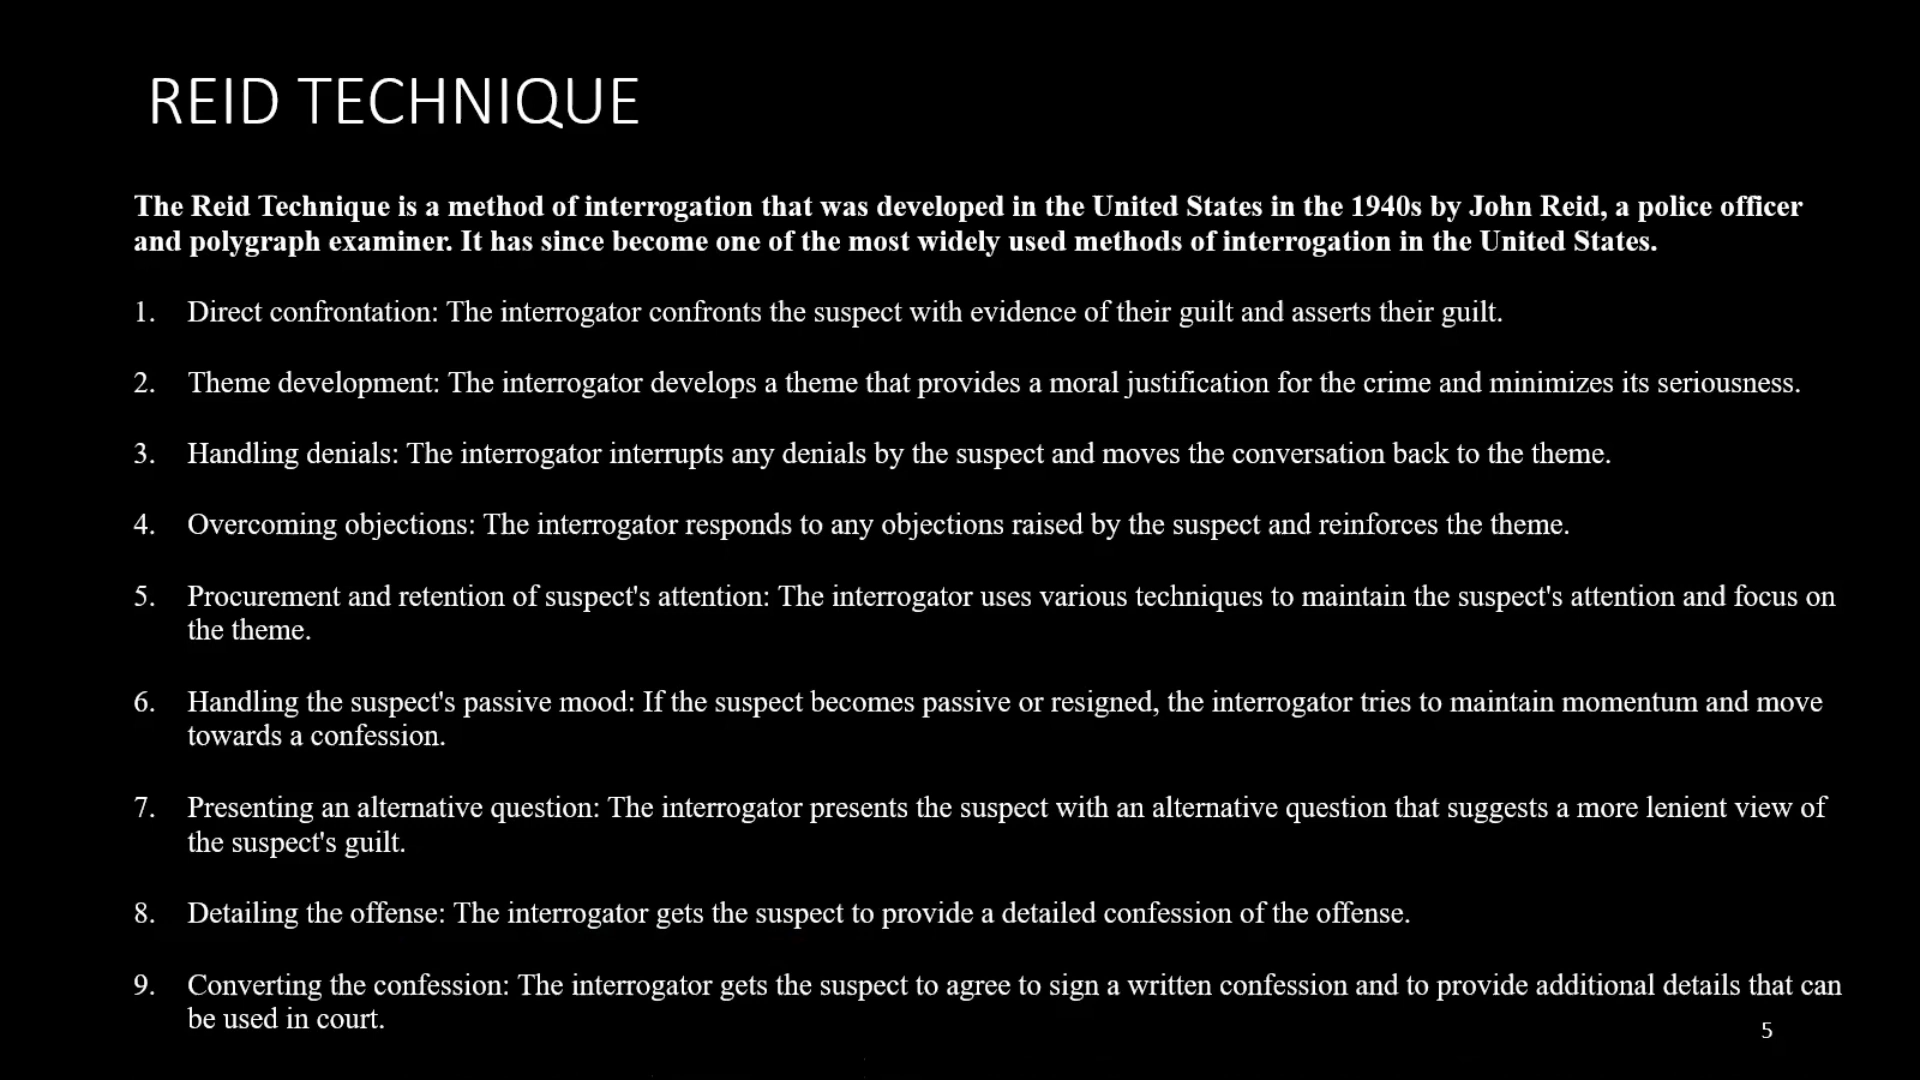 REID TECHNIQUE
The Reid Technique is a method of interrogation that was developed in the United States in the 1940s by John Reid, a police officer
and polygraph examiner. It has since become one of the most widely used methods of interrogation in the United States.
1. Direct confrontation: The interrogator confronts the suspect with evidence of their guilt and asserts their guilt.
2. Theme development: The interrogator develops a theme that provides a moral justification for the crime and minimizes its seriousness.
3. Handling denials: The interrogator interrupts any denials by the suspect and moves the conversation back to the theme.
4. Overcoming objections: The interrogator responds to any objections raised by the suspect and reinforces the theme.
5. Procurement and retention of suspect's attention: The interrogator uses various techniques to maintain the suspect's attention and focus on
the theme.
6. Handling the suspect's passive mood: If the suspect becomes passive or resigned, the interrogator tries to maintain momentum and move
towards a confession.
7. Presenting an alternative question: The interrogator presents the suspect with an alternative question that suggests a more lenient view of
the suspect's guilt.
8. Detailing the offense: The interrogator gets the suspect to provide a detailed confession of the offense.
9. Converting the confession: The interrogator gets the suspect to agree to sign a written confession and to provide additional details that can
be used in court.
5